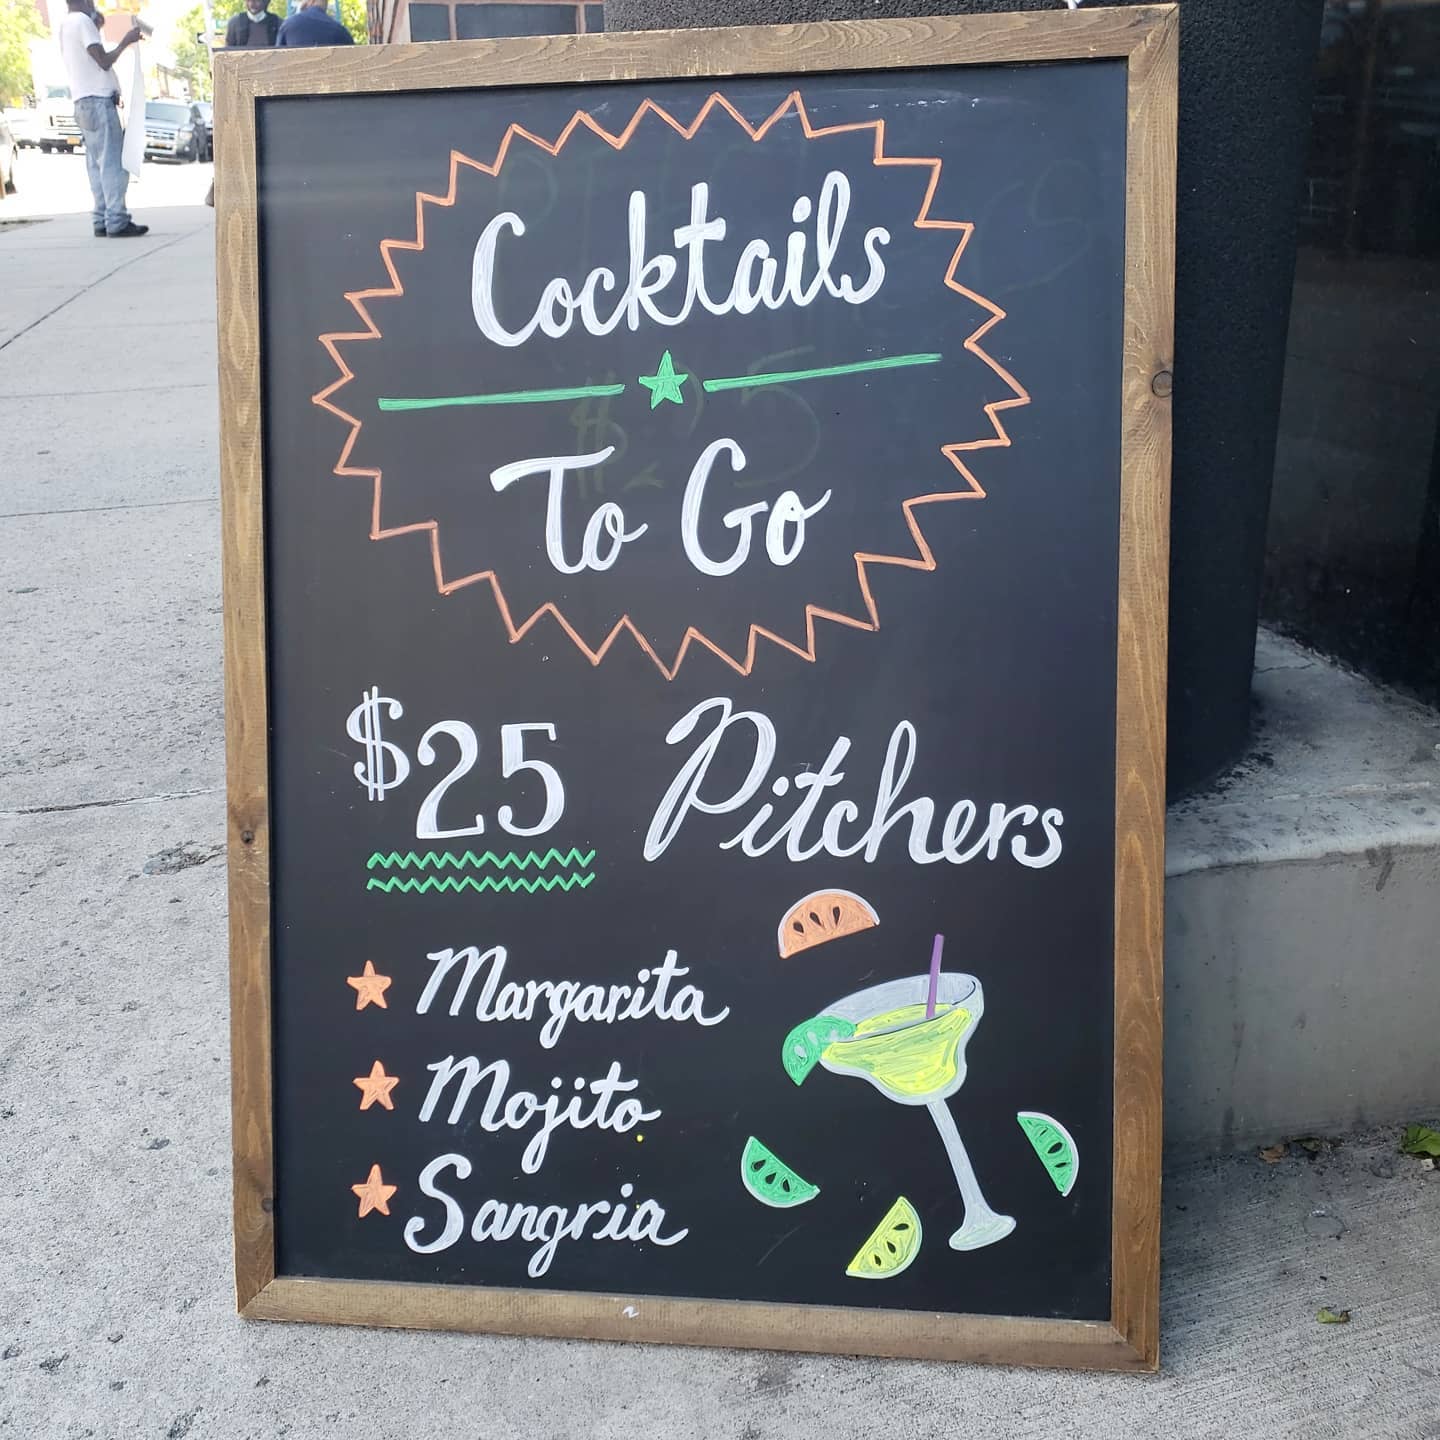 Cocktails
To Go
$25 Pitchers
Margarita
Mojito
Sangria